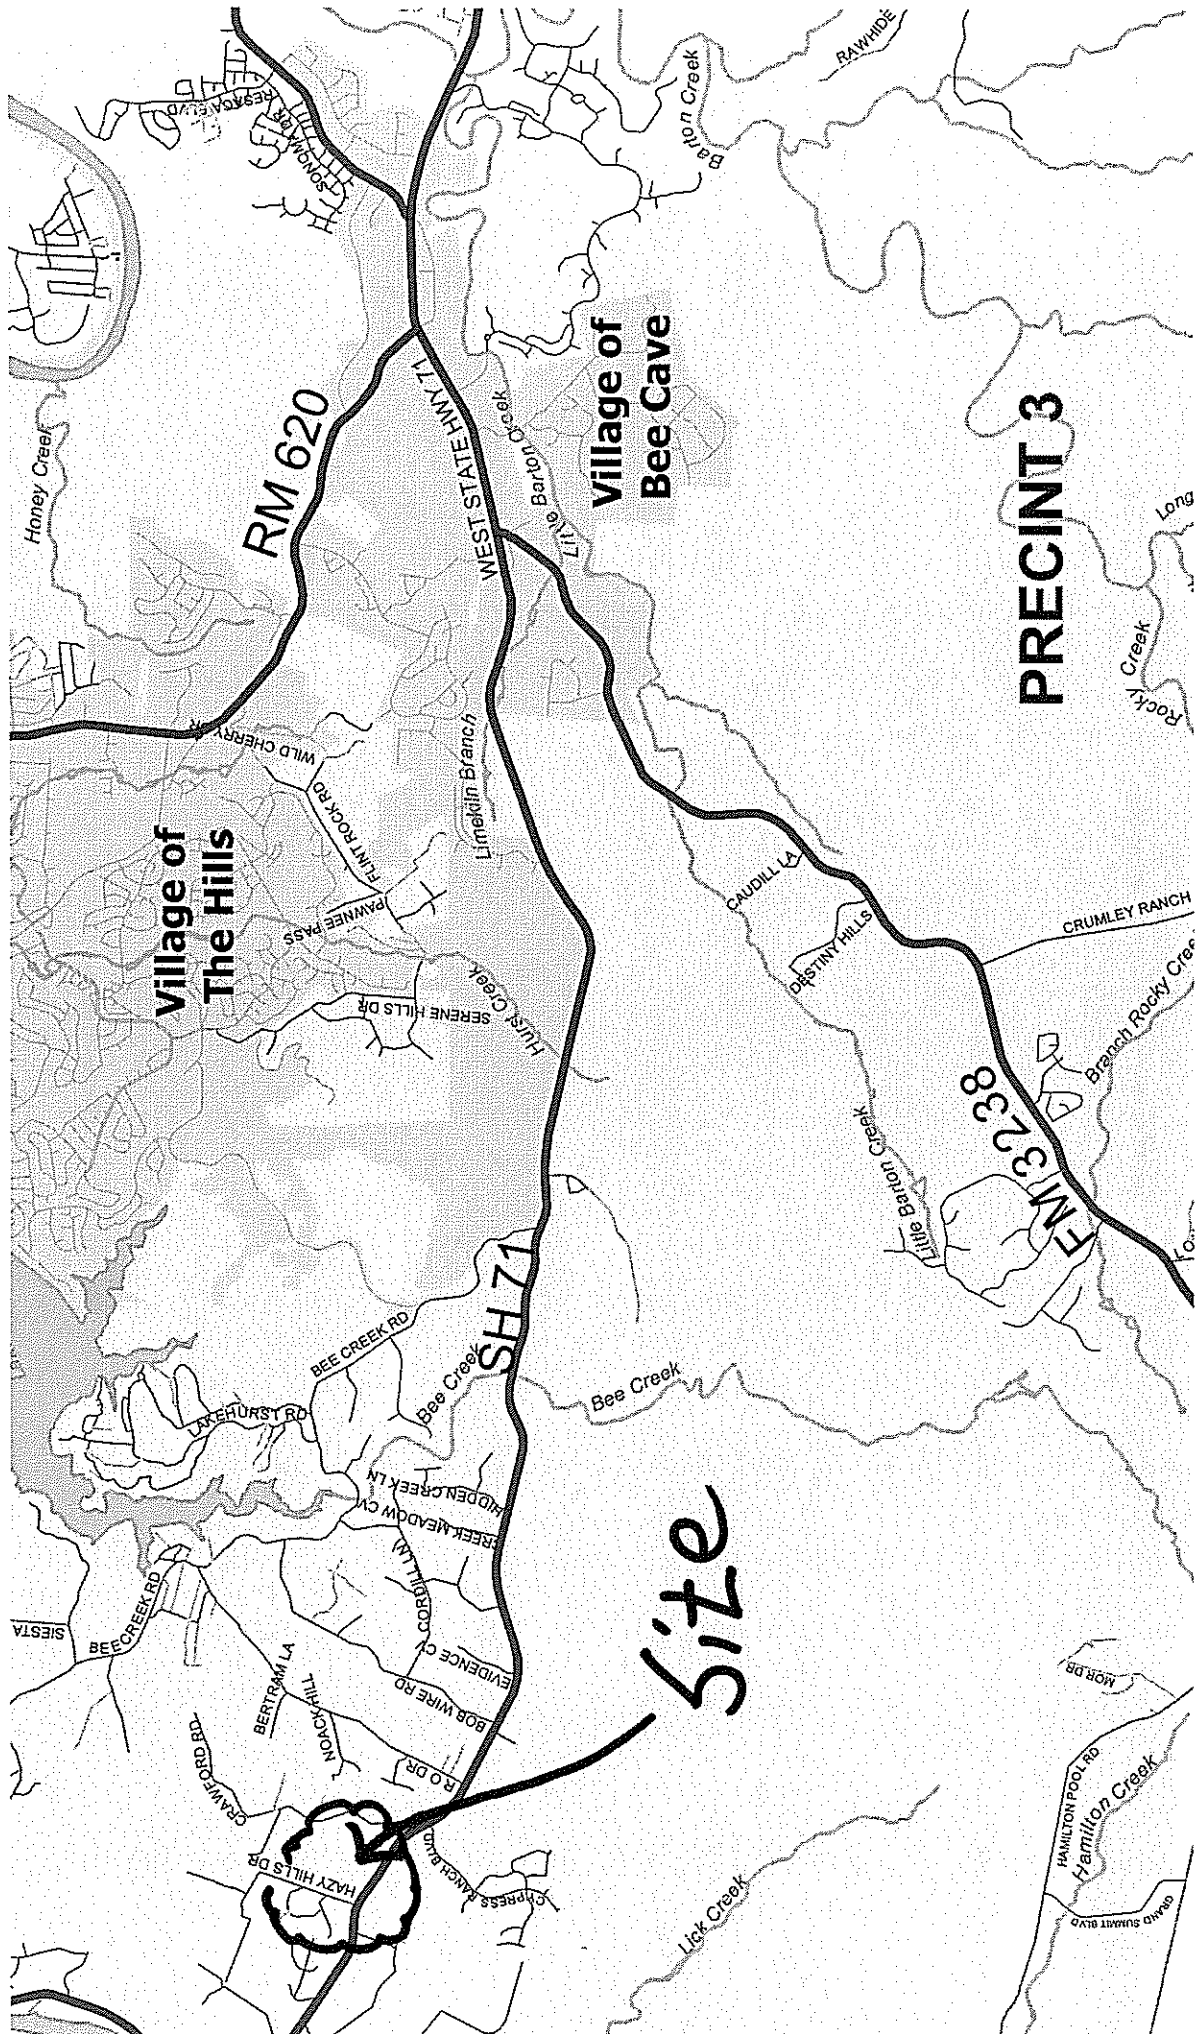 RESACA BLVD
SONOMA DR
RAWHIDE
Barton Creek
Honey Creek
RM 620
WEST STATE HWY 71
Little Barton Creek
Village of
Bee Cave
PRECINT 3
Long
Rocky Creek
WILD CHERRY DR
FLINT ROCK RD
PAWNEE PASS
Limekiln Branch
Village of
The Hills
SERENE HILLS DR
Hurst Creek
CAUDILL LA
DESTINY HILLS
CRUMLEY RANCH
Branch Rocky Cree
FM 3238
Little Barton Creek
SH 71
BEE CREEK RD
Bee Creek
Bee Creek
LAKEHURST RD
HIDDEN CREEK LN
CREEK MEADOW CV
CORDILL LN
EVIDENCE C
BOB WIRE RD
SIESTA
BEE CREEK RD
BERTRAM LA
NOACK HILL
R O DR
CRAWFORD RD
HAZY HILLS DR
CYPRESS RANCH BLVD
Site
Lick Creek
MOR DR
HAMILTON POOL RD
Hamilton Creek
GRAND SUMMIT BLVD